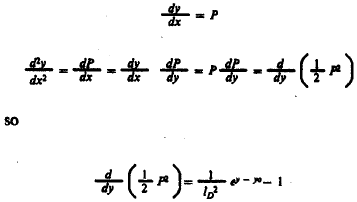 dy/dx = P
d²y/dx² = dP/dx = dy/dx dP/dy = P dP/dy = d/dy (1/2 P²)
so
d/dy (1/2 P²) = 1/l_D² e^(y − y₀) − 1